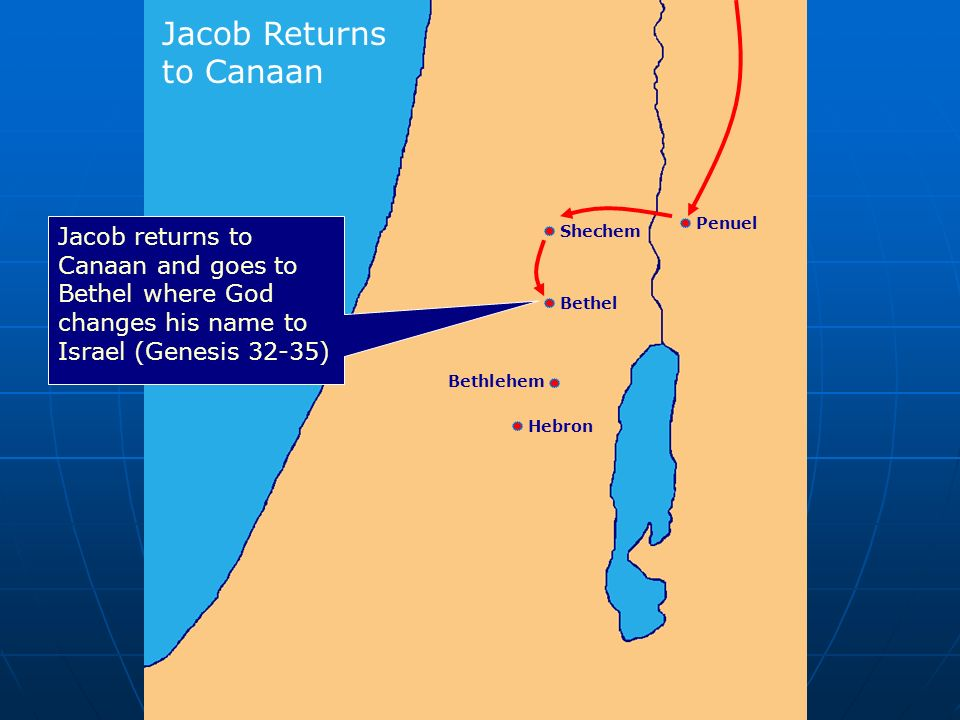 Jacob Returns
to Canaan
Penuel
Shechem
Jacob returns to
Canaan and goes to
Bethel where God
changes his name to
Israel (Genesis 32-35)
Bethel
Bethlehem
Hebron